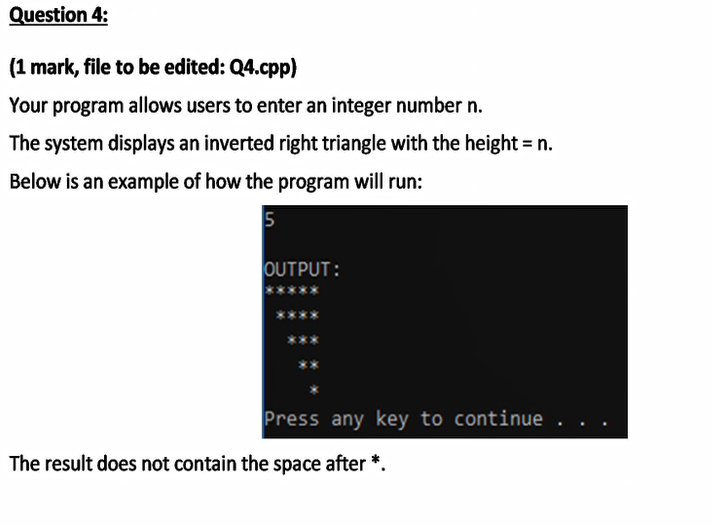 Question 4:
(1 mark, file to be edited: Q4.cpp)
Your program allows users to enter an integer number n.
The system displays an inverted right triangle with the height = n.
Below is an example of how the program will run:
5
OUTPUT:
*****
 ****
  ***
   **
    *
Press any key to continue . . .
The result does not contain the space after *.